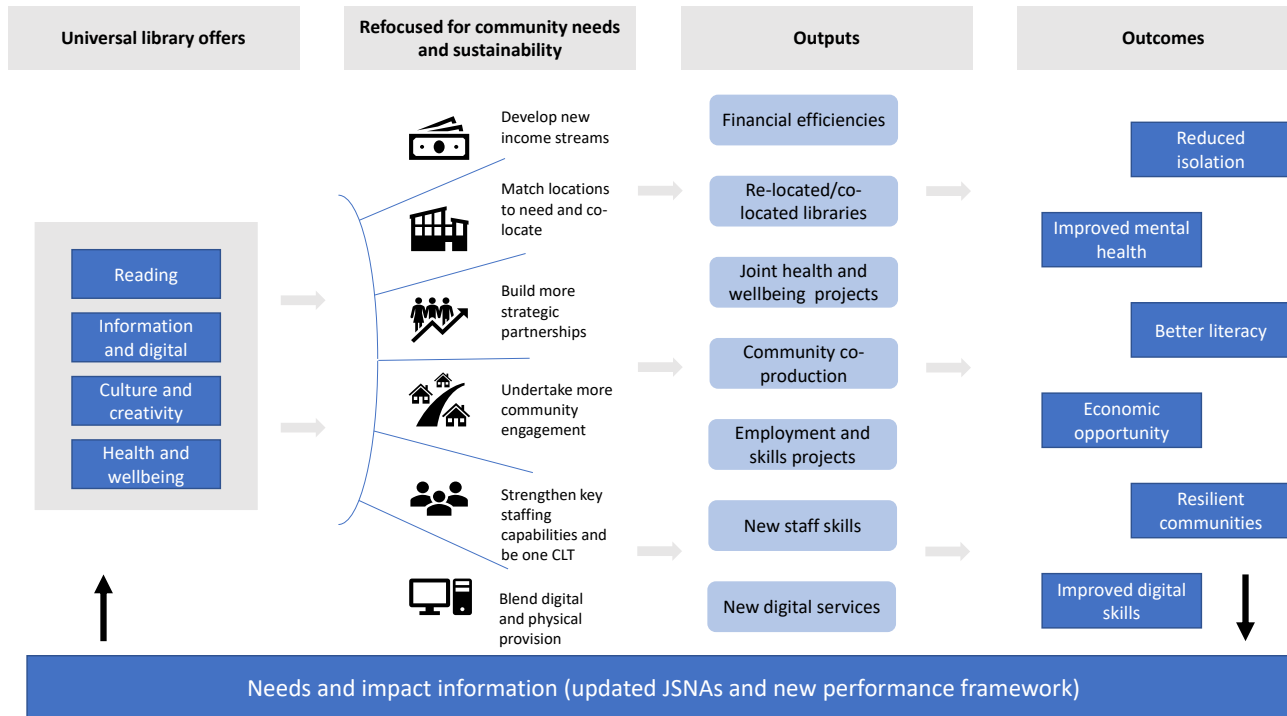 Universal library offers
Refocused for community needs
and sustainability
Outputs
Outcomes
Reading
Information
and digital
Culture and
creativity
Health and
wellbeing
Develop new
income streams
Match locations
to need and co-
locate
Build more
strategic
partnerships
Undertake more
community
engagement
Strengthen key
staffing
capabilities and
be one CLT
Blend digital
and physical
provision
Financial efficiencies
Re-located/co-
located libraries
Joint health and
wellbeing projects
Community co-
production
Employment and
skills projects
New staff skills
New digital services
Reduced
isolation
Improved mental
health
Better literacy
Economic
opportunity
Resilient
communities
Improved digital
skills
Needs and impact information (updated JSNAs and new performance framework)